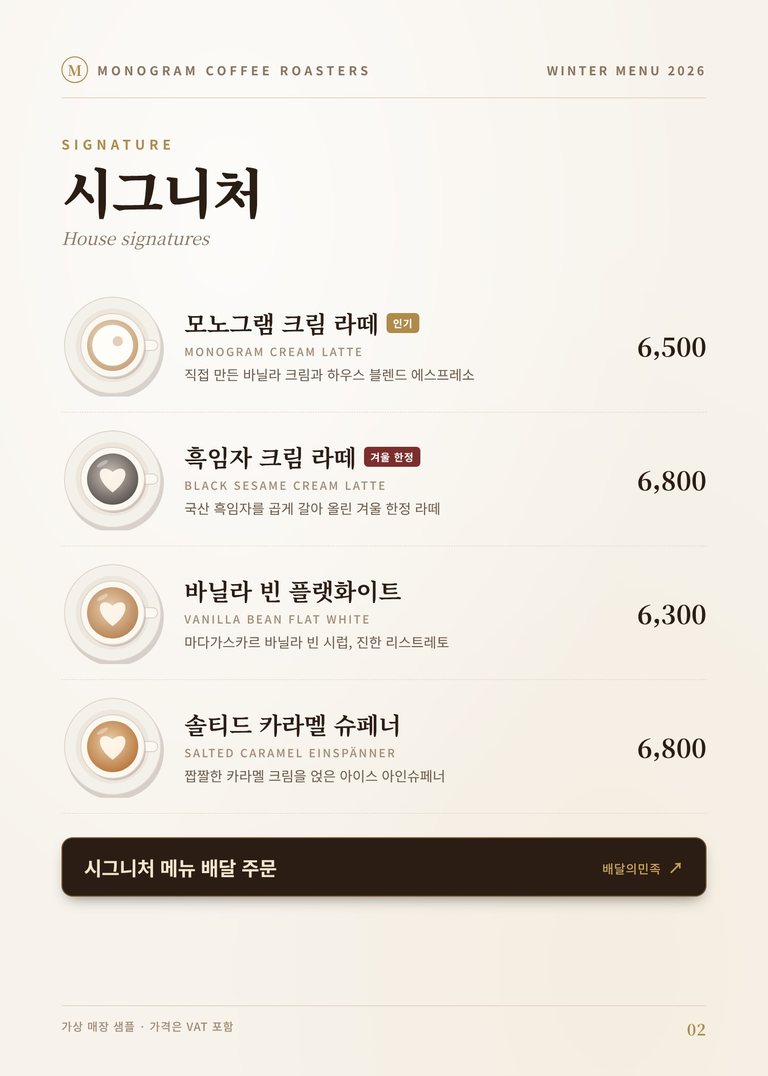 M MONOGRAM COFFEE ROASTERS WINTER MENU 2026
SIGNATURE
시그니처
House signatures
모노그램 크림 라떼 인기
MONOGRAM CREAM LATTE
직접 만든 바닐라 크림과 하우스 블렌드 에스프레소
6,500
흑임자 크림 라떼 겨울 한정
BLACK SESAME CREAM LATTE
국산 흑임자를 곱게 갈아 올린 겨울 한정 라떼
6,800
바닐라 빈 플랫화이트
VANILLA BEAN FLAT WHITE
마다가스카르 바닐라 빈 시럽, 진한 리스트레토
6,300
솔티드 카라멜 슈페너
SALTED CARAMEL EINSPÄNNER
짭짤한 카라멜 크림을 얹은 아이스 아인슈페너
6,800
시그니처 메뉴 배달 주문 배달의민족 ↗
가상 매장 샘플 · 가격은 VAT 포함 02